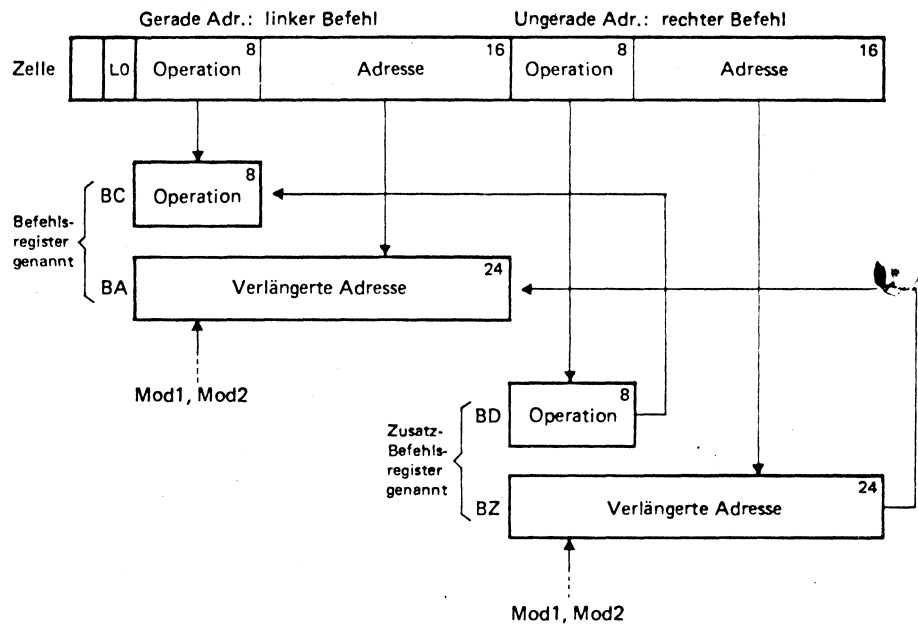 Gerade Adr.: linker Befehl
Ungerade Adr.: rechter Befehl
Zelle
L0
8
Operation
16
Adresse
8
Operation
16
Adresse
Befehls-
register
genannt
BC
8
Operation
BA
24
Verlängerte Adresse
Mod1, Mod2
Zusatz-
Befehls-
register
genannt
BD
8
Operation
BZ
24
Verlängerte Adresse
Mod1, Mod2